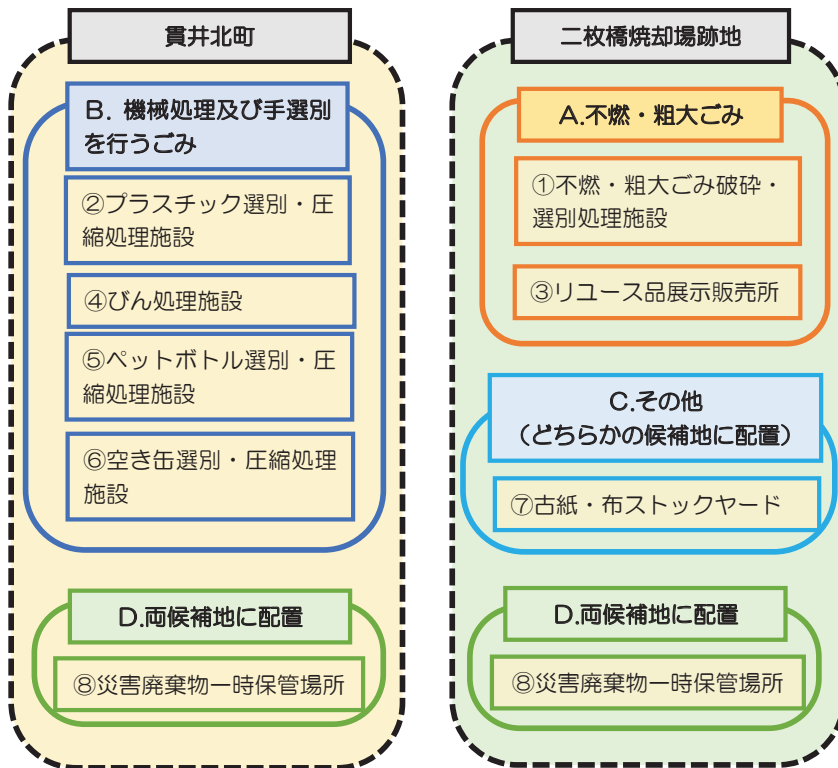 貫井北町
B. 機械処理及び手選別
を行うごみ
②プラスチック選別・圧
縮処理施設
④びん処理施設
⑤ペットボトル選別・圧
縮処理施設
⑥空き缶選別・圧縮処理
施設
D.両候補地に配置
⑧災害廃棄物一時保管場所
二枚橋焼却場跡地
A.不燃・粗大ごみ
①不燃・粗大ごみ破砕・
選別処理施設
③リユース品展示販売所
C.その他
（どちらかの候補地に配置）
⑦古紙・布ストックヤード
D.両候補地に配置
⑧災害廃棄物一時保管場所